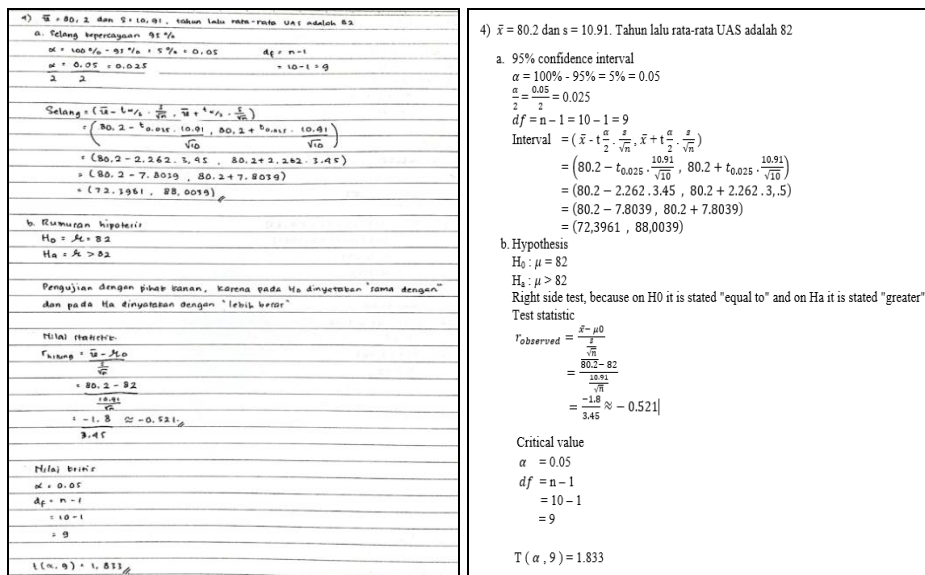 4) x̄ = 80,2 dan s = 10,91. tahun lalu rata-rata UAS adalah 82
a. Selang kepercayaan 95 %
α = 100% - 95 % = 5 % = 0.05
df = n-1
α/2 = 0.05/2 = 0.025
= 10-1 = 9
Selang = (x̄ - t α/2 . s/√n , x̄ + t α/2 . s/√n)
= (80.2 - t 0.025 . 10.91/√10 , 80,2 + t 0.025 . 10.91/√10)
= (80,2 - 2,262 . 3,45 , 80,2 + 2,262 . 3.45)
= (80.2 - 7.8039 , 80.2 + 7.8039)
= (72.3961 , 88,0039)
b. Rumusan hipotesis
Ho = μ = 82
Ha = μ > 82
Pengujian dengan pihak kanan, karena pada Ho dinyatakan "sama dengan"
dan pada Ha dinyatakan dengan "lebih besar"
Nilai statistik
r hitung = x̄ - μo / s/√n
= 80.2 - 82 / 10.91/√n
= -1.8 / 3.45 ≈ -0.521
Nilai kritis
α = 0.05
df = n - 1
= 10-1
= 9
t(α, 9) = 1,833
4) x̄ = 80.2 dan s = 10.91. Tahun lalu rata-rata UAS adalah 82
a. 95% confidence interval
α = 100% - 95% = 5% = 0.05
α/2 = 0.05/2 = 0.025
df = n – 1 = 10 – 1 = 9
Interval = ( x̄ - t α/2 . s/√n , x̄ + t α/2 . s/√n )
= (80.2 − t0.025 . 10.91/√10 , 80.2 + t0.025 . 10.91/√10)
= (80.2 − 2.262 . 3.45 , 80.2 + 2.262 . 3,.5)
= (80.2 − 7.8039 , 80.2 + 7.8039)
= (72,3961 , 88,0039)
b. Hypothesis
H0 : μ = 82
Ha : μ > 82
Right side test, because on H0 it is stated "equal to" and on Ha it is stated "greater"
Test statistic
robserved = x̄− μ0 / s/√n
= 80.2− 82 / 10.91/√n
= −1.8/3.45 ≈ − 0.521
Critical value
α = 0.05
df = n – 1
= 10 – 1
= 9
T ( α , 9 ) = 1.833